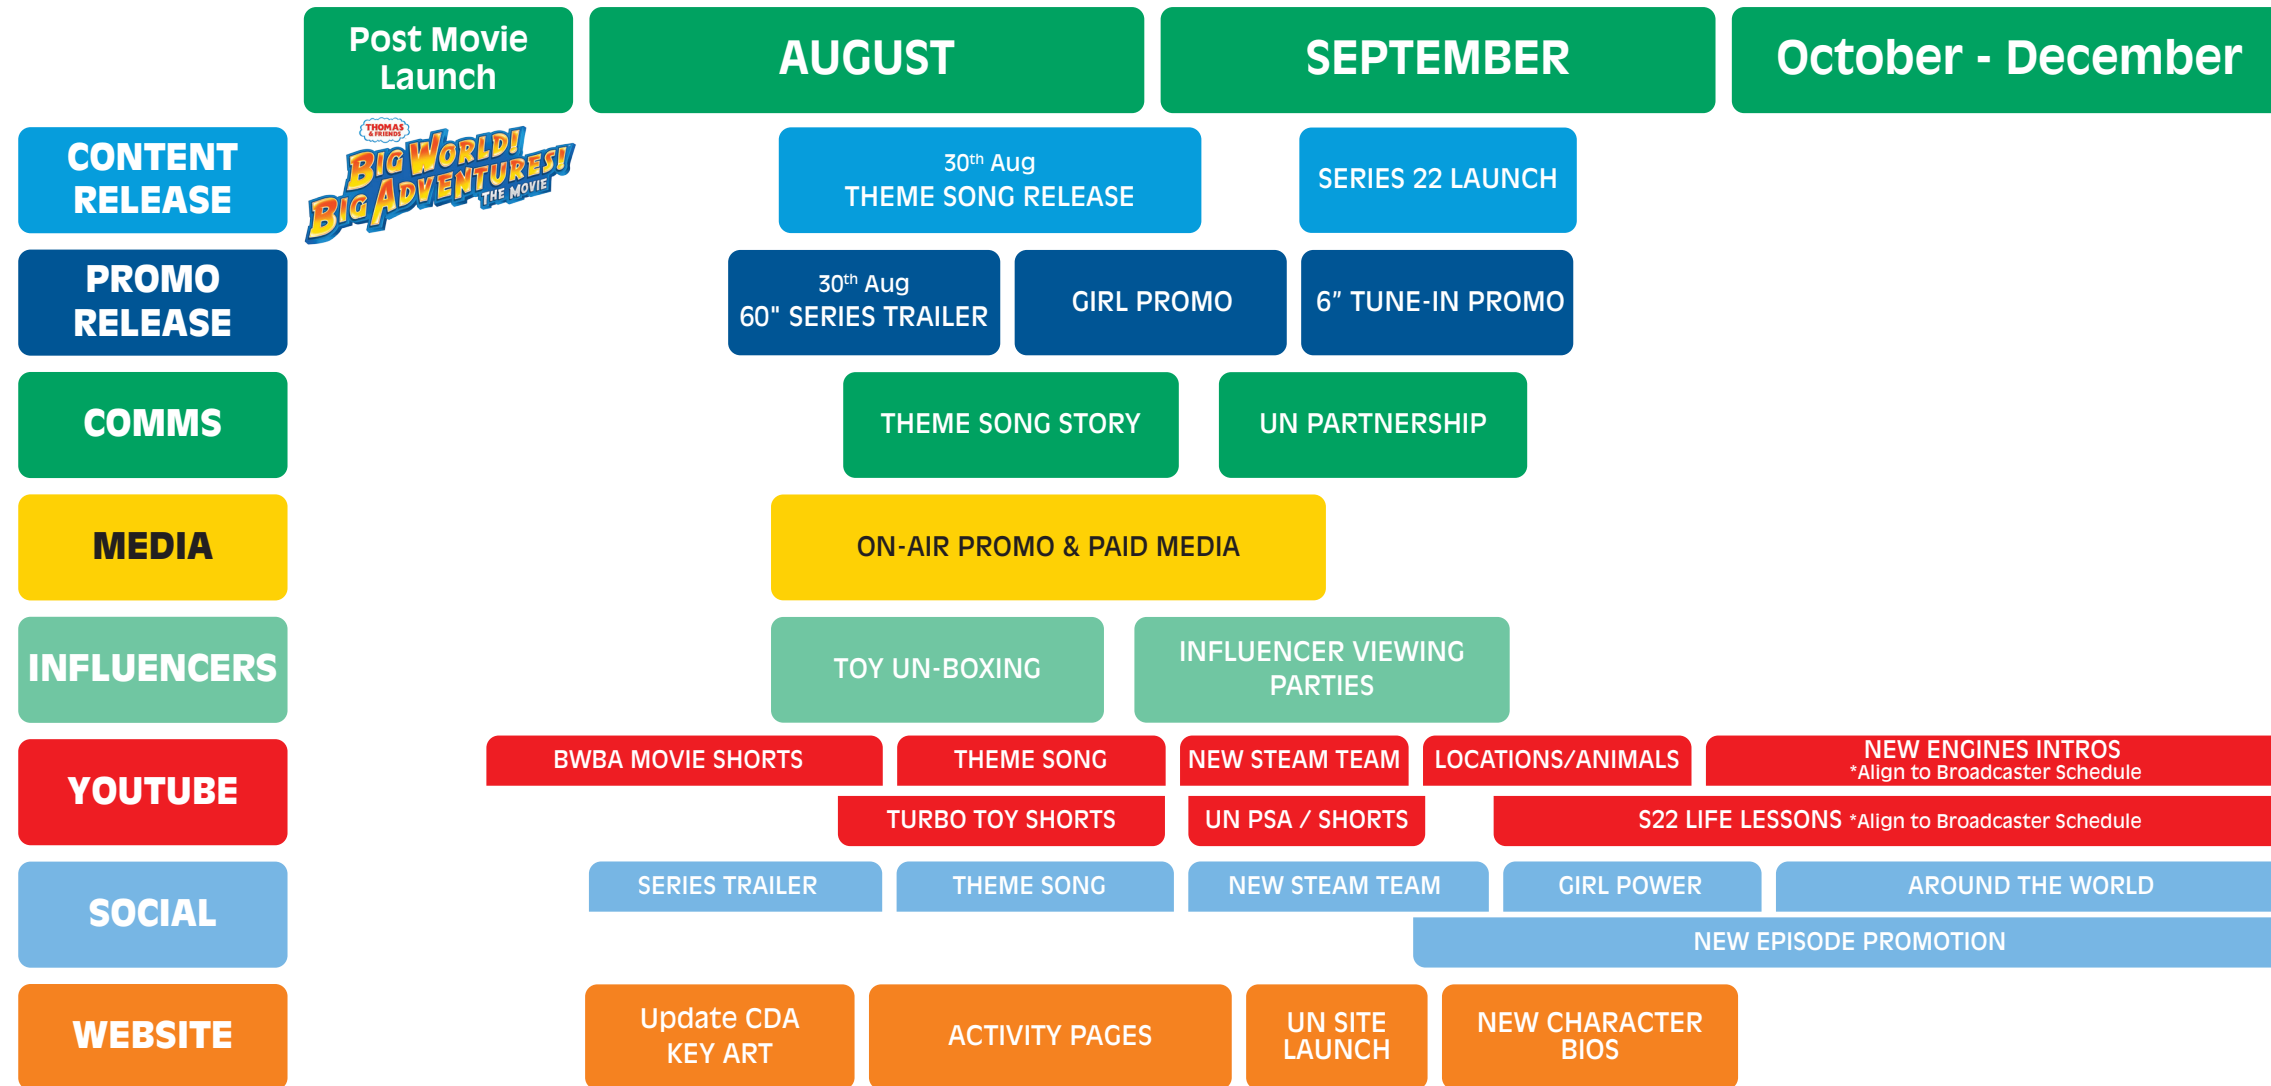 Post Movie
Launch
AUGUST
SEPTEMBER
October - December
CONTENT
RELEASE
THOMAS
& FRIENDS
BIG WORLD!
BIG ADVENTURES!
THE MOVIE
30th Aug
THEME SONG RELEASE
SERIES 22 LAUNCH
PROMO
RELEASE
30th Aug
60" SERIES TRAILER
GIRL PROMO
6” TUNE-IN PROMO
COMMS
THEME SONG STORY
UN PARTNERSHIP
MEDIA
ON-AIR PROMO & PAID MEDIA
INFLUENCERS
TOY UN-BOXING
INFLUENCER VIEWING
PARTIES
YOUTUBE
BWBA MOVIE SHORTS
THEME SONG
NEW STEAM TEAM
LOCATIONS/ANIMALS
NEW ENGINES INTROS
*Align to Broadcaster Schedule
TURBO TOY SHORTS
UN PSA / SHORTS
S22 LIFE LESSONS *Align to Broadcaster Schedule
SOCIAL
SERIES TRAILER
THEME SONG
NEW STEAM TEAM
GIRL POWER
AROUND THE WORLD
NEW EPISODE PROMOTION
WEBSITE
Update CDA
KEY ART
ACTIVITY PAGES
UN SITE
LAUNCH
NEW CHARACTER
BIOS